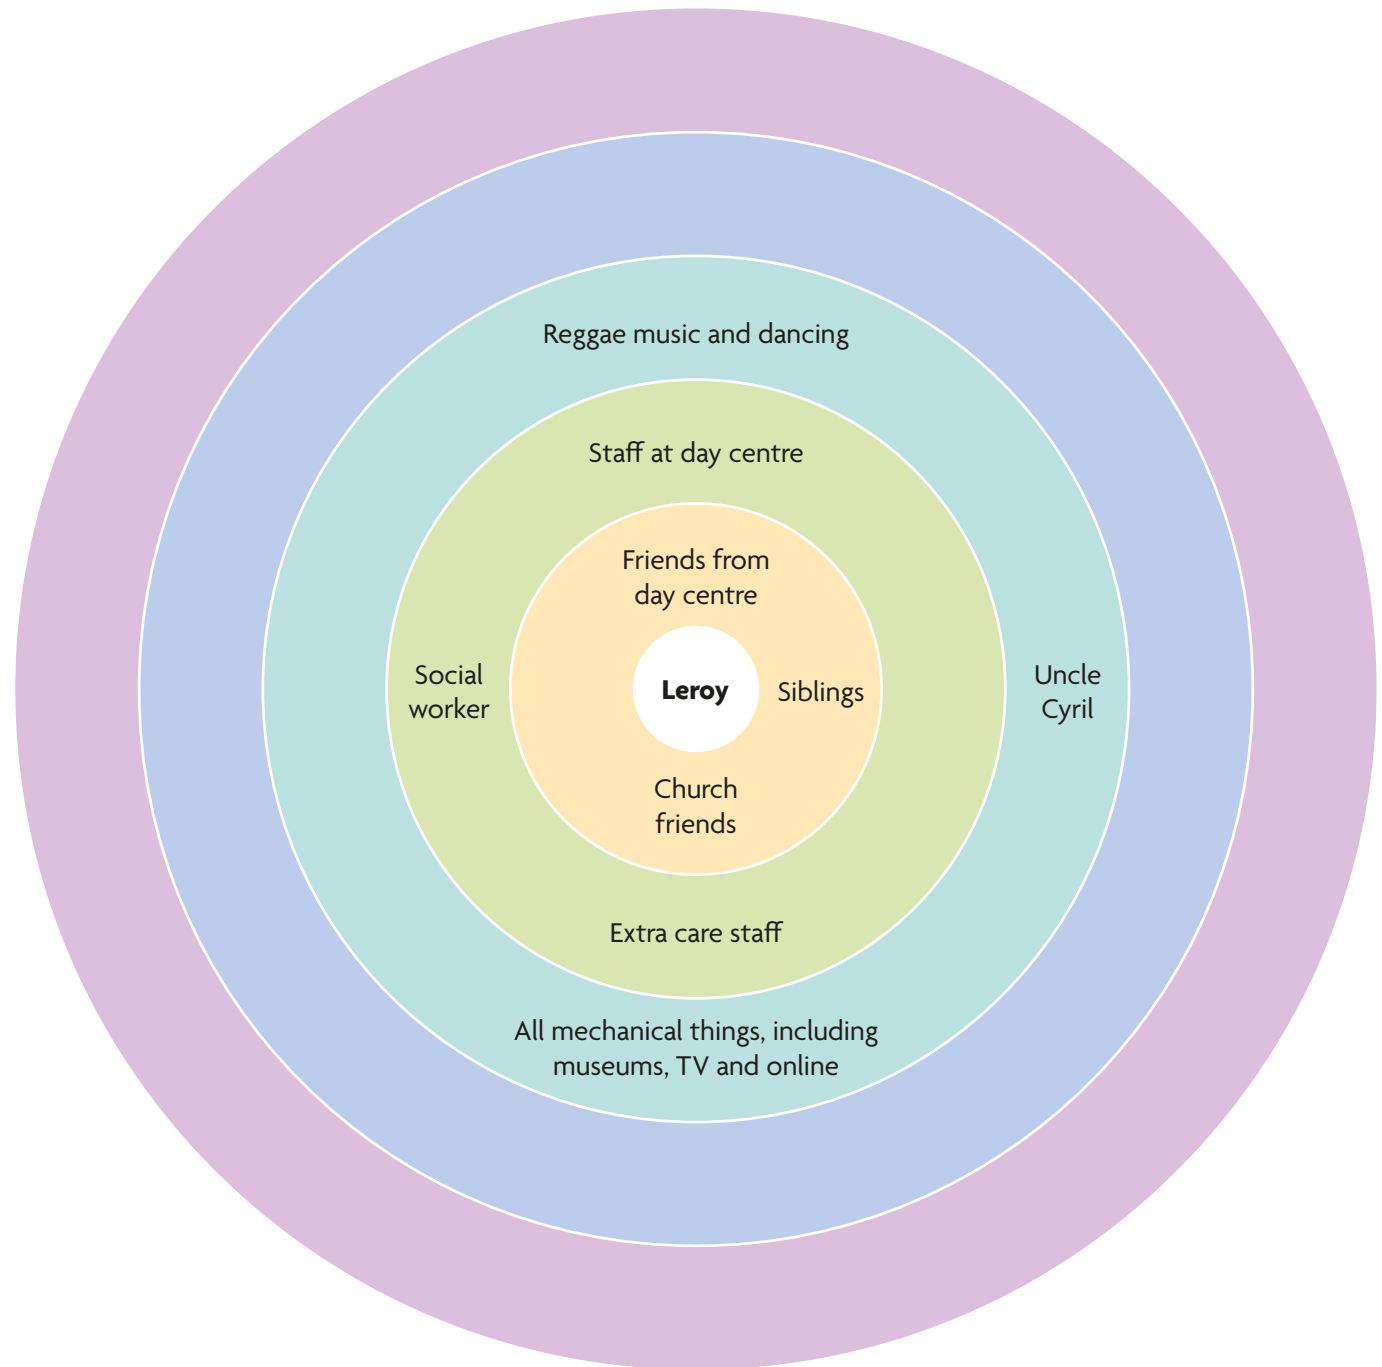 Reggae music and dancing
Staff at day centre
Friends from
day centre
Social
worker
Leroy
Siblings
Uncle
Cyril
Church
friends
Extra care staff
All mechanical things, including
museums, TV and online